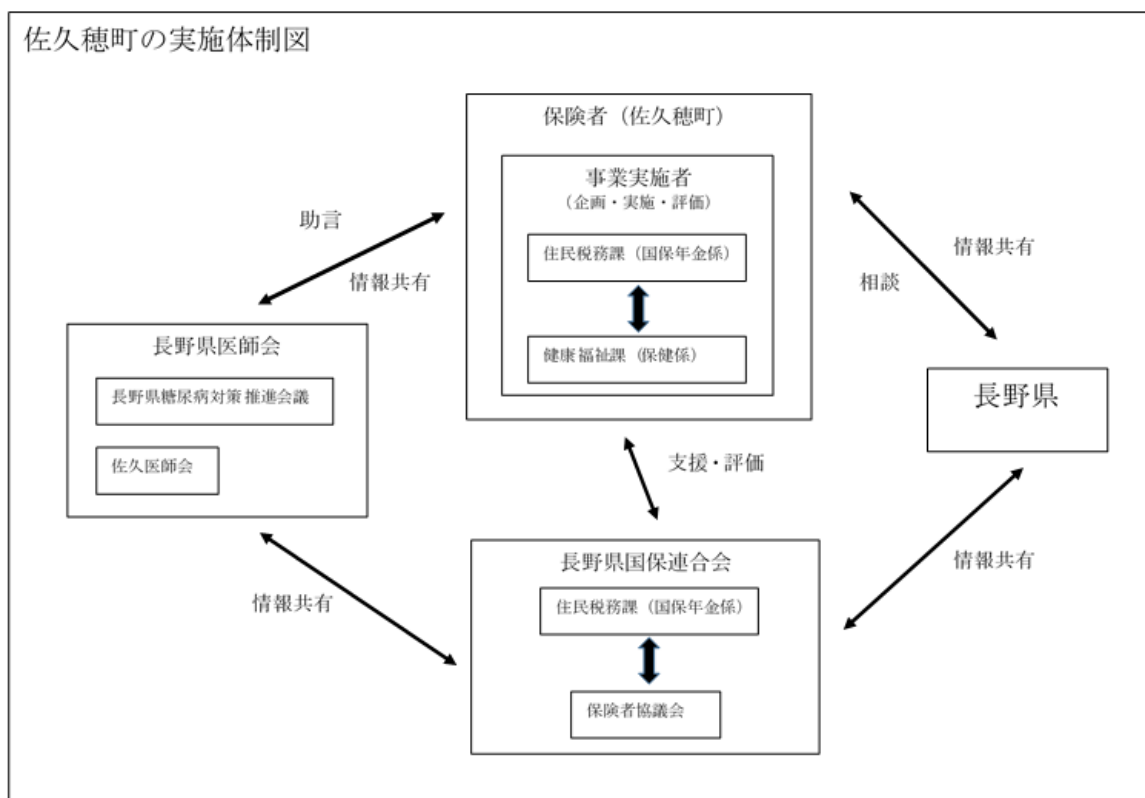 佐久穂町の実施体制図
保険者（佐久穂町）
事業実施者
（企画・実施・評価）
住民税務課（国保年金係）
健康福祉課（保健係）
助言
情報共有
情報共有
相談
長野県医師会
長野県糖尿病対策推進会議
佐久医師会
長野県
支援・評価
長野県国保連合会
住民税務課（国保年金係）
保険者協議会
情報共有
情報共有